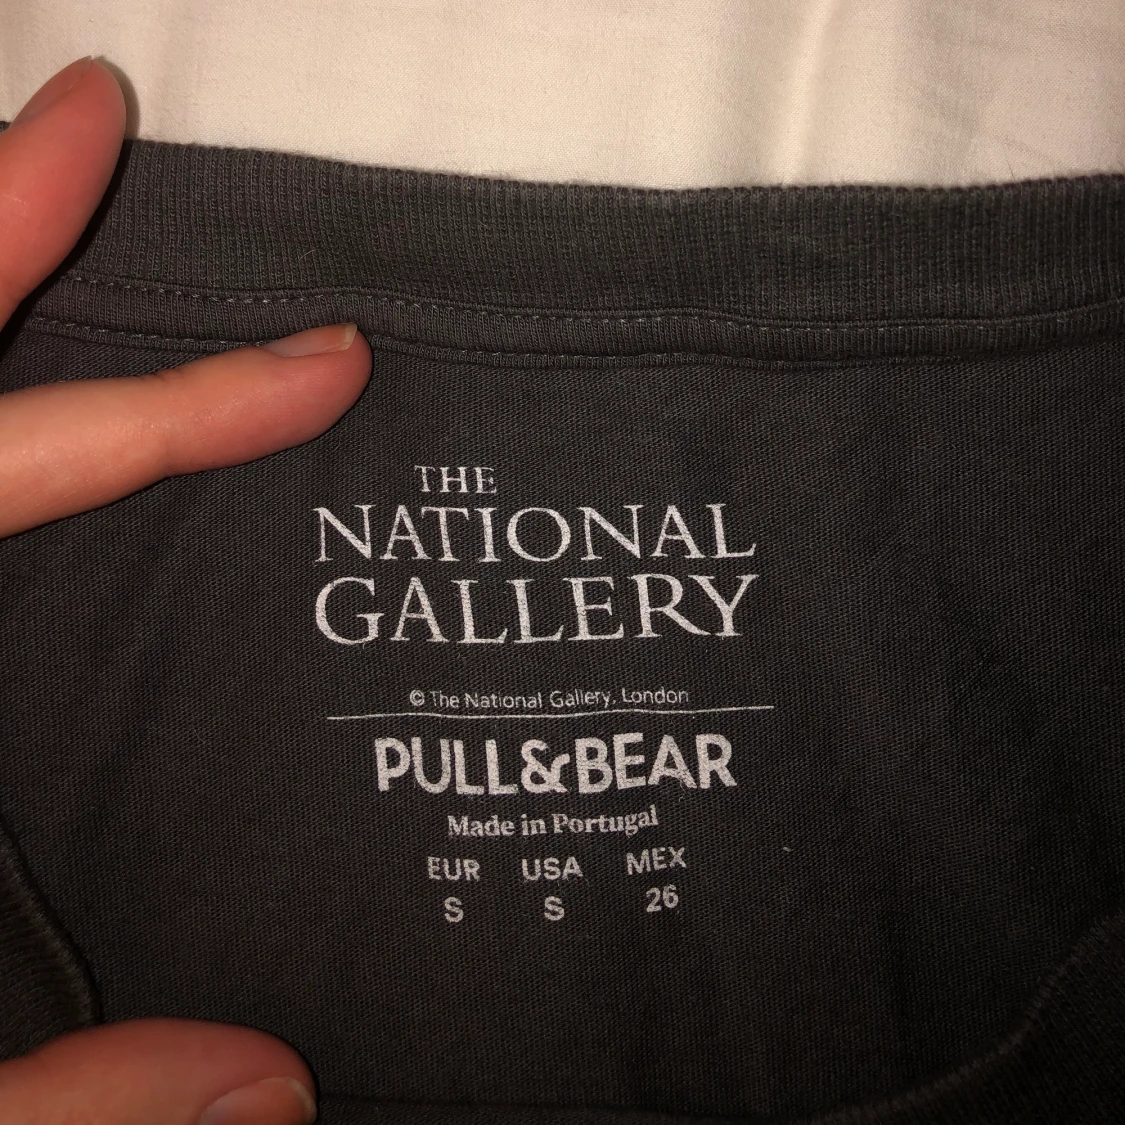 THE
NATIONAL
GALLERY
© The National Gallery, London
PULL&BEAR
Made in Portugal
EUR USA MEX
S S 26